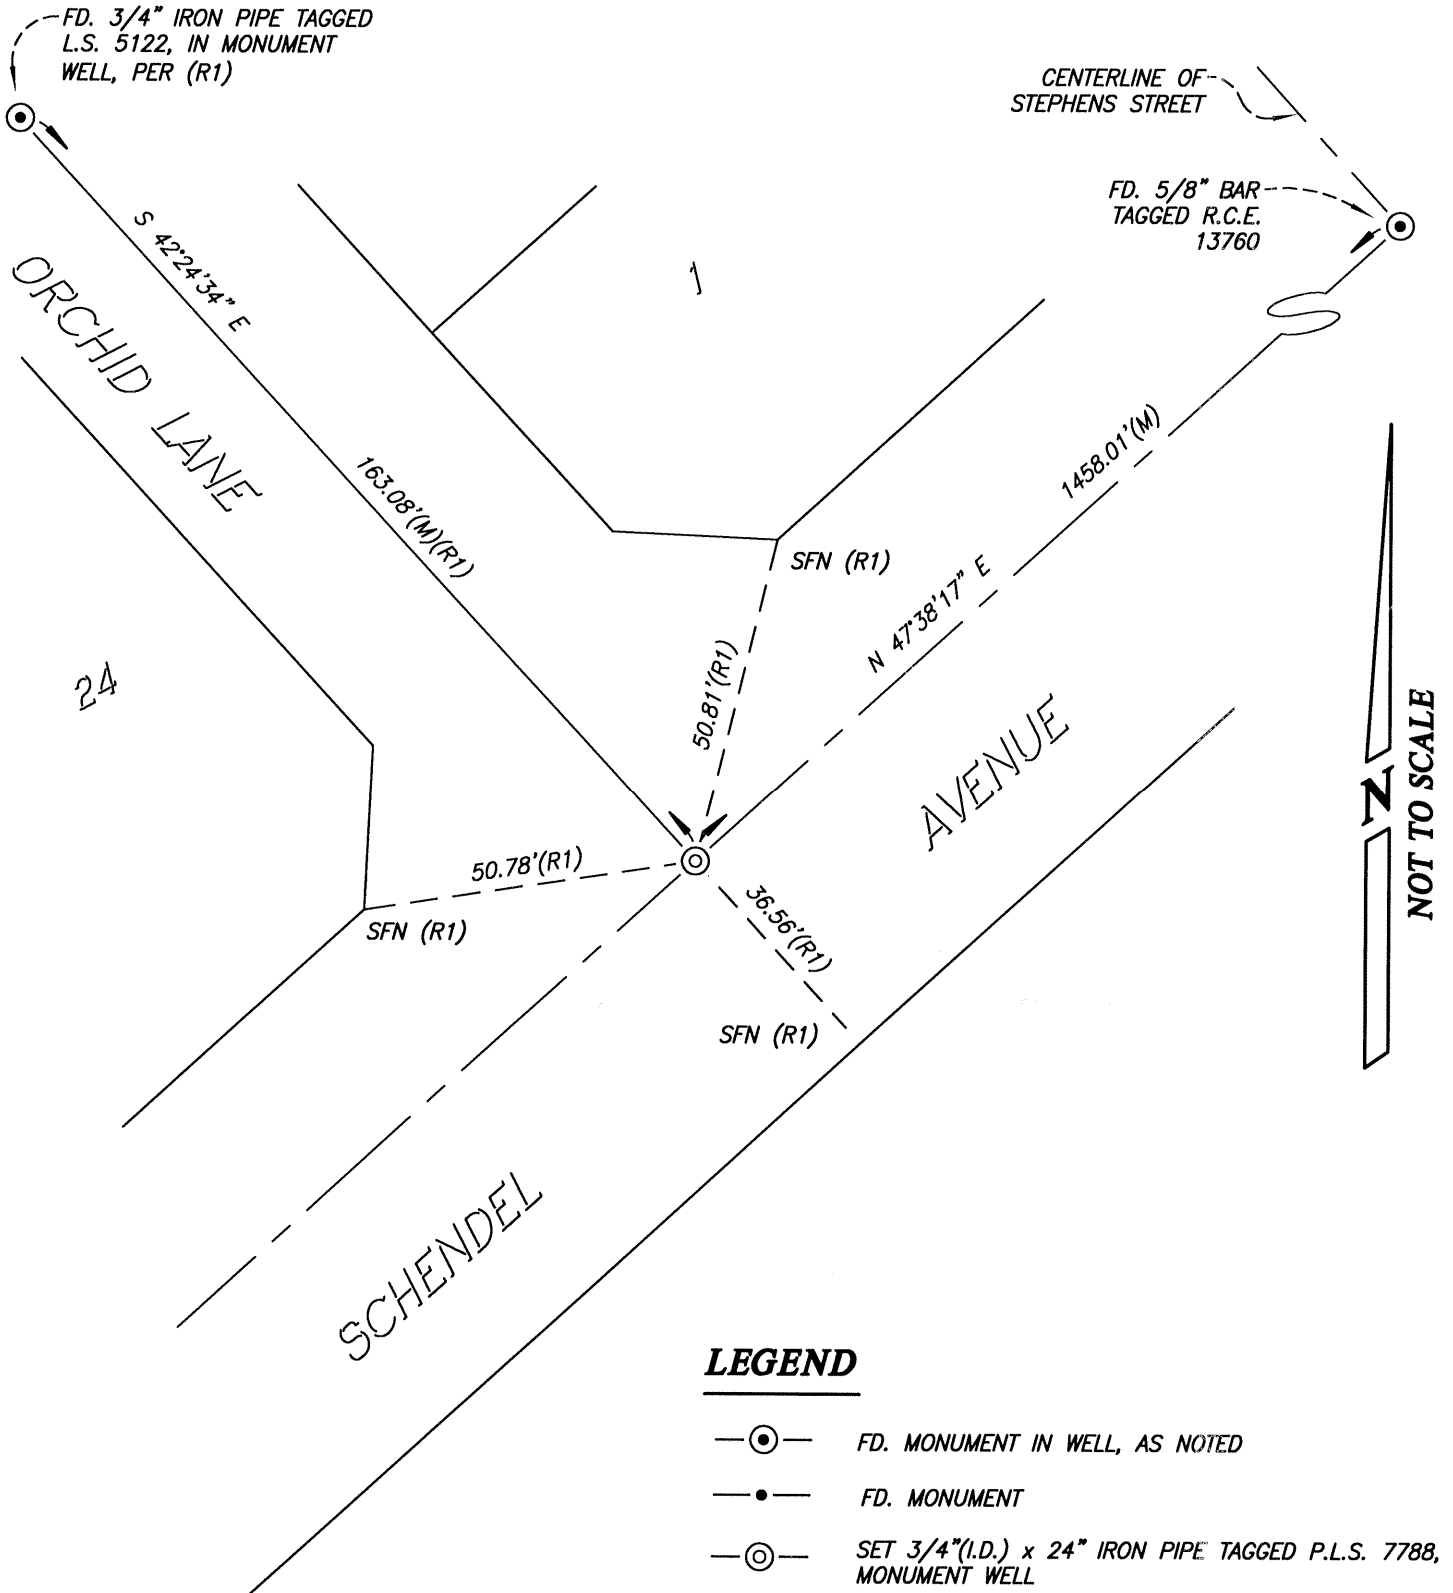 FD. 3/4" IRON PIPE TAGGED
L.S. 5122, IN MONUMENT
WELL, PER (R1)
CENTERLINE OF
STEPHENS STREET
FD. 5/8" BAR
TAGGED R.C.E.
13760
S 42°24'34" E
ORCHID LANE
1
163.08'(M)(R1)
1458.01'(M)
SFN (R1)
N 47°38'17" E
50.81'(R1)
24
AVENUE
NOT TO SCALE
N
50.78'(R1)
SFN (R1)
36.56'(R1)
SFN (R1)
SCHENDEL
LEGEND
FD. MONUMENT IN WELL, AS NOTED
FD. MONUMENT
SET 3/4"(I.D.) x 24" IRON PIPE TAGGED P.L.S. 7788,
MONUMENT WELL